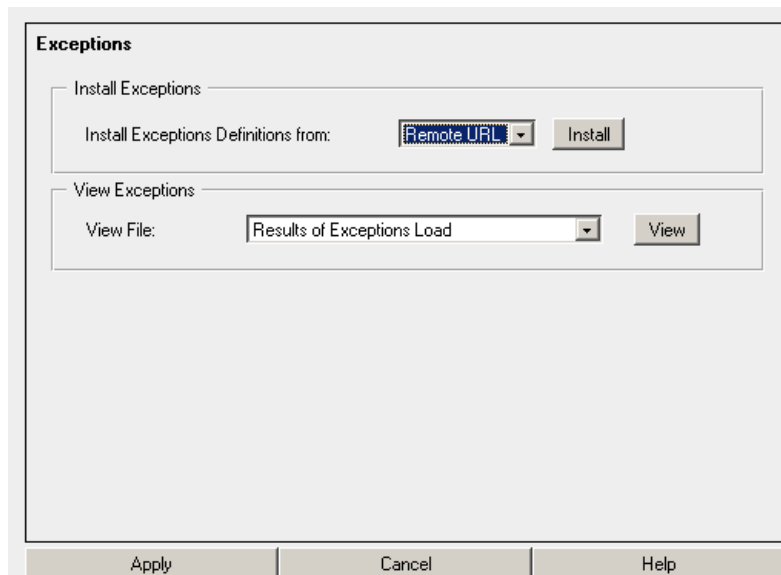 Exceptions
Install Exceptions
Install Exceptions Definitions from: Remote URL Install
View Exceptions
View File: Results of Exceptions Load View
Apply Cancel Help